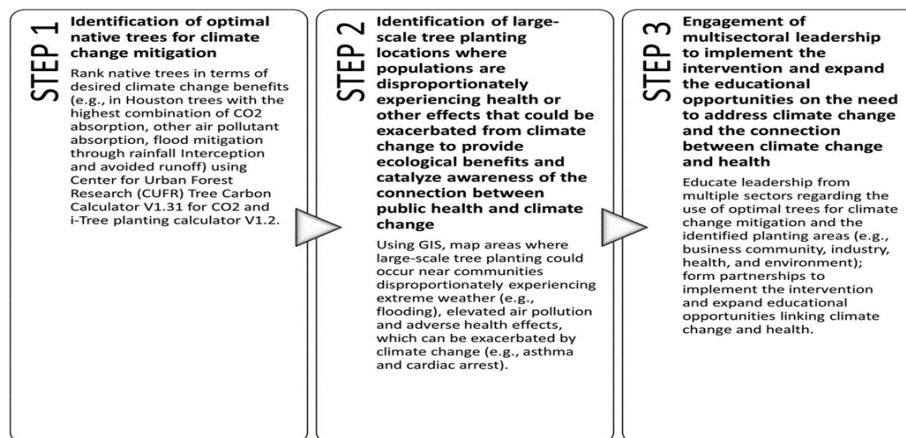 STEP 1
Identification of optimal
native trees for climate
change mitigation
Rank native trees in terms of
desired climate change benefits
(e.g., in Houston trees with the
highest combination of CO2
absorption, other air pollutant
absorption, flood mitigation
through rainfall Interception
and avoided runoff) using
Center for Urban Forest
Research (CUFR) Tree Carbon
Calculator V1.31 for CO2 and
i-Tree planting calculator V1.2.
STEP 2
Identification of large-
scale tree planting
locations where
populations are
disproportionately
experiencing health or
other effects that could be
exacerbated from climate
change to provide
ecological benefits and
catalyze awareness of the
connection between
public health and climate
change
Using GIS, map areas where
large-scale tree planting could
occur near communities
disproportionately experiencing
extreme weather (e.g.,
flooding), elevated air pollution
and adverse health effects,
which can be exacerbated by
climate change (e.g., asthma
and cardiac arrest).
STEP 3
Engagement of
multisectoral leadership
to implement the
intervention and expand
the educational
opportunities on the need
to address climate change
and the connection
between climate change
and health
Educate leadership from
multiple sectors regarding the
use of optimal trees for climate
change mitigation and the
identified planting areas (e.g.,
business community, industry,
health, and environment);
form partnerships to
implement the intervention
and expand educational
opportunities linking climate
change and health.